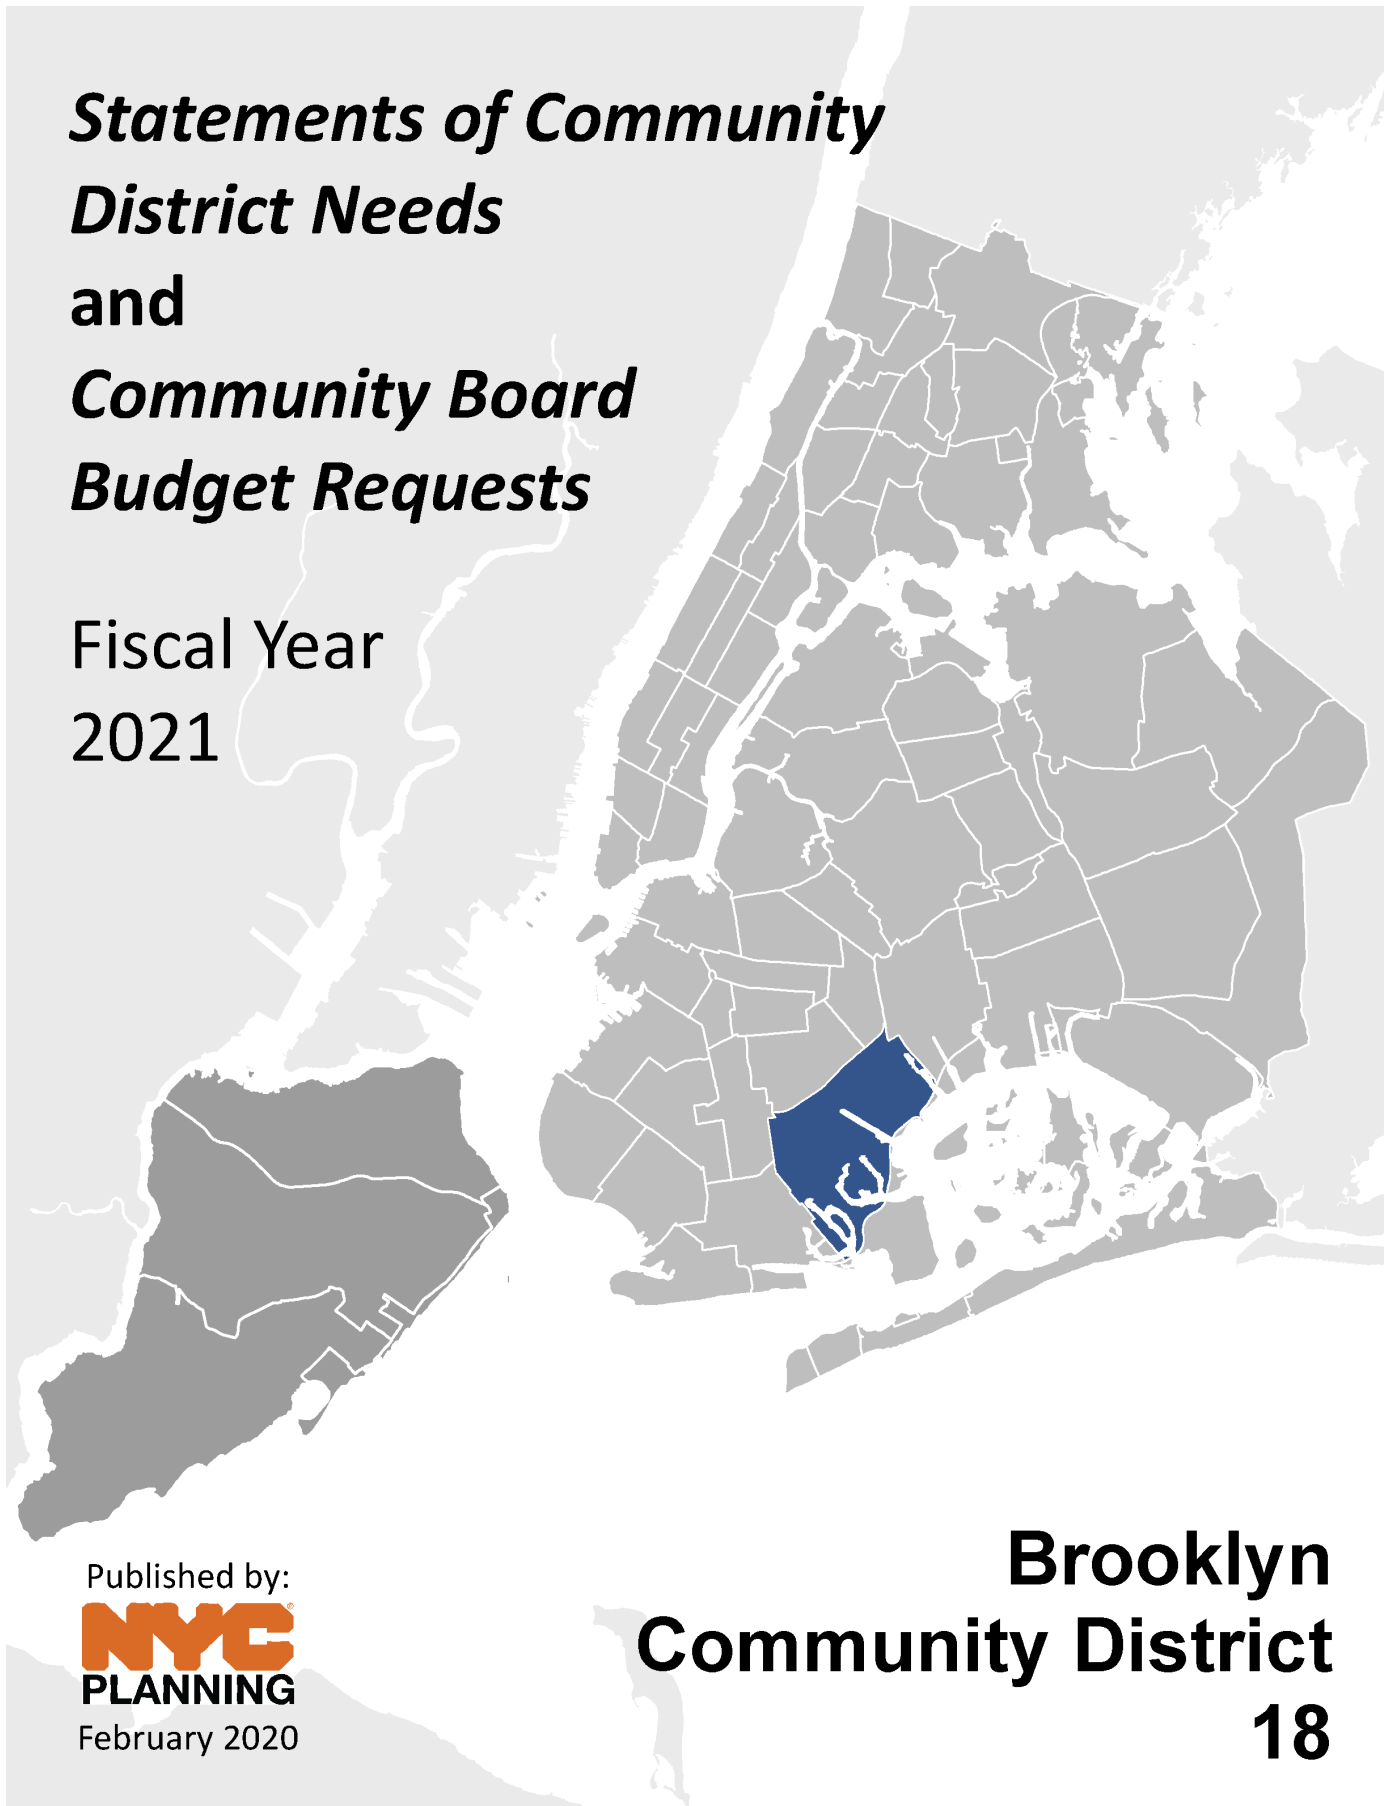 Statements of Community
District Needs
and
Community Board
Budget Requests
Fiscal Year
2021
Published by:
NYC®
PLANNING
February 2020
Brooklyn
Community District
18